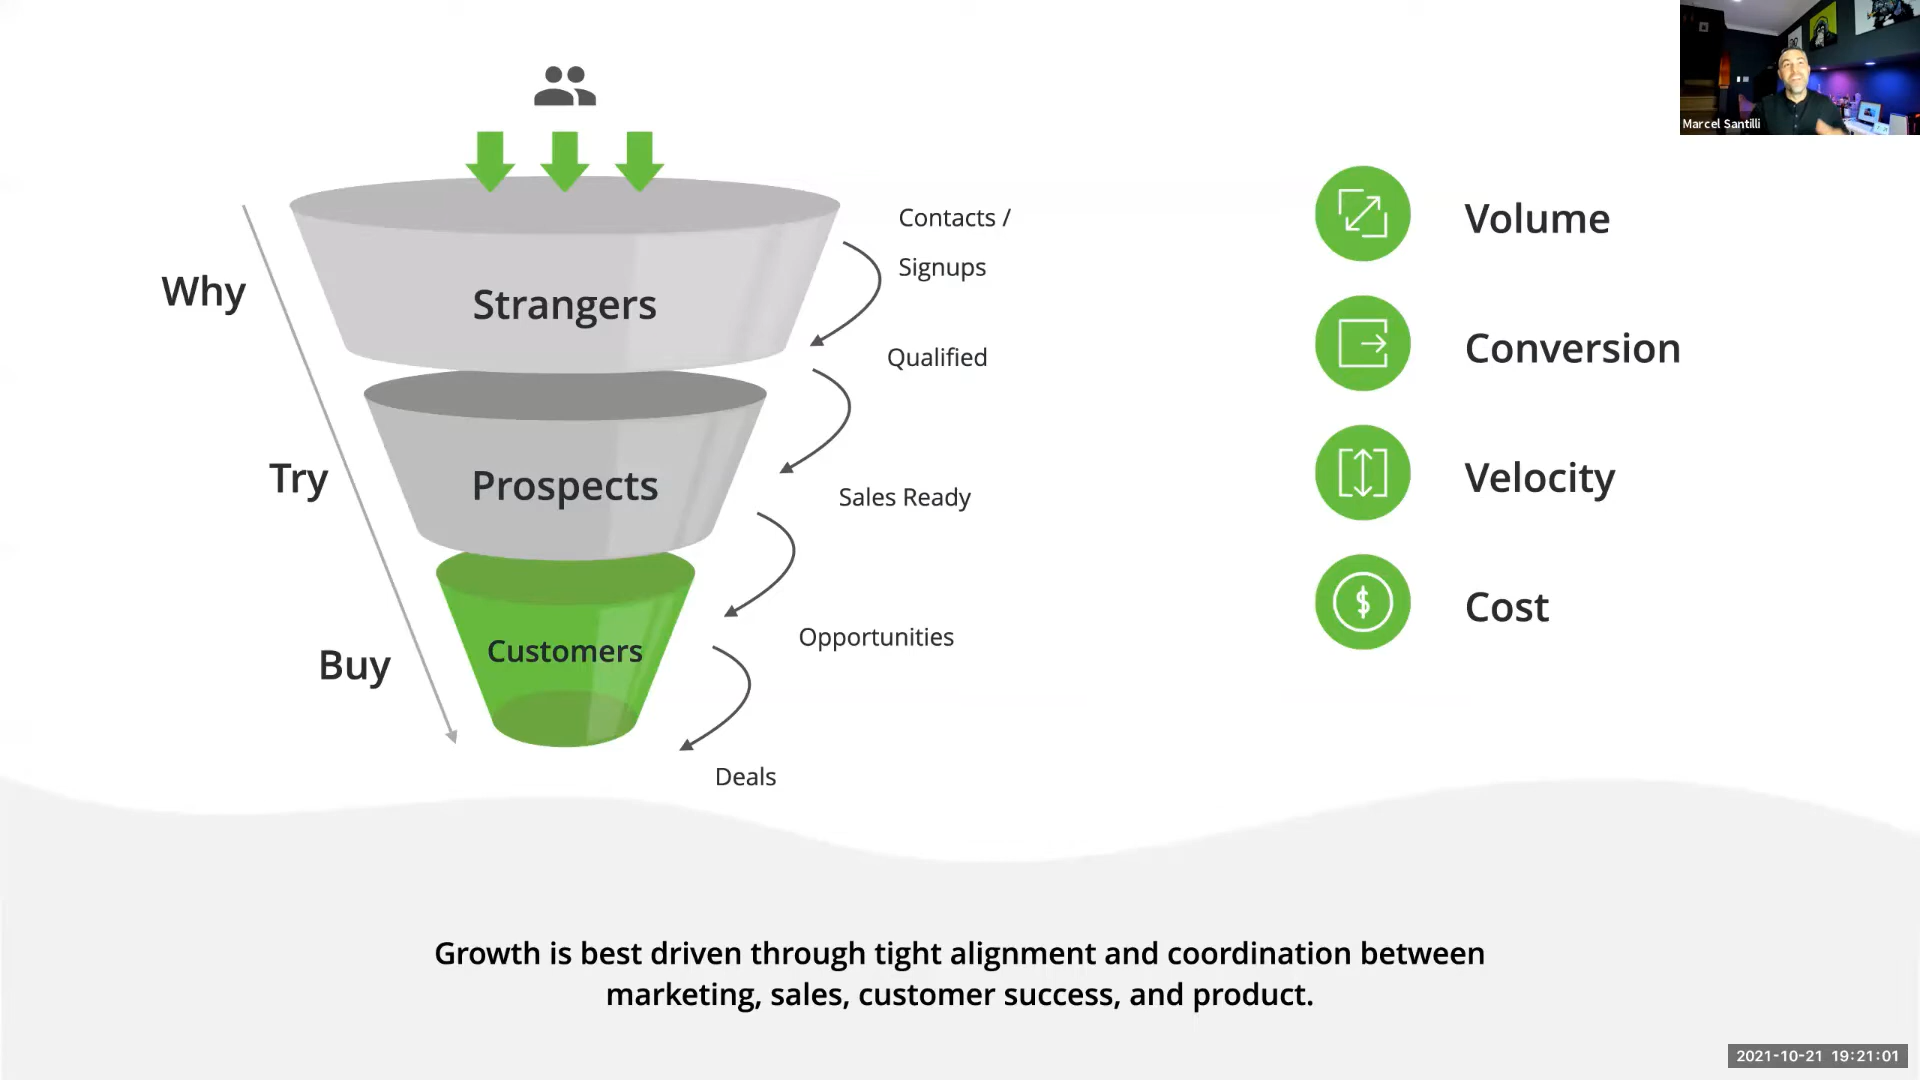 Marcel Santilli
Why
Try
Buy
Strangers
Prospects
Customers
Contacts /
Signups
Qualified
Sales Ready
Opportunities
Deals
Volume
Conversion
Velocity
$
Cost
Growth is best driven through tight alignment and coordination between
marketing, sales, customer success, and product.
2021-10-21 19:21:01